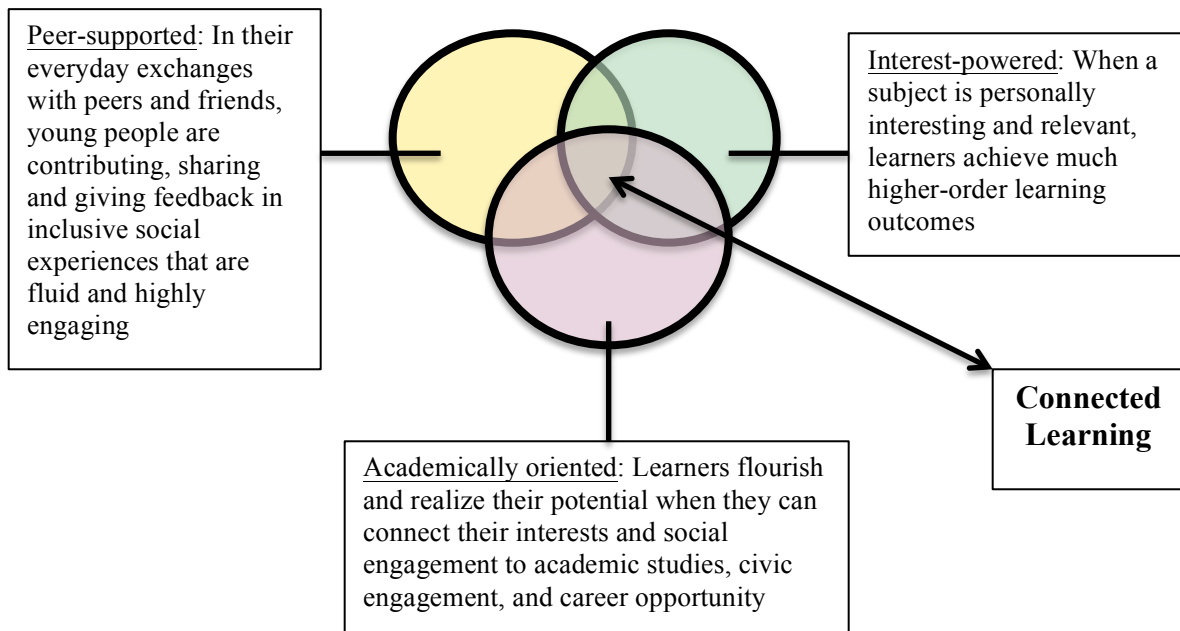 Peer-supported: In their
everyday exchanges
with peers and friends,
young people are
contributing, sharing
and giving feedback in
inclusive social
experiences that are
fluid and highly
engaging
Interest-powered: When a
subject is personally
interesting and relevant,
learners achieve much
higher-order learning
outcomes
Connected
Learning
Academically oriented: Learners flourish
and realize their potential when they can
connect their interests and social
engagement to academic studies, civic
engagement, and career opportunity